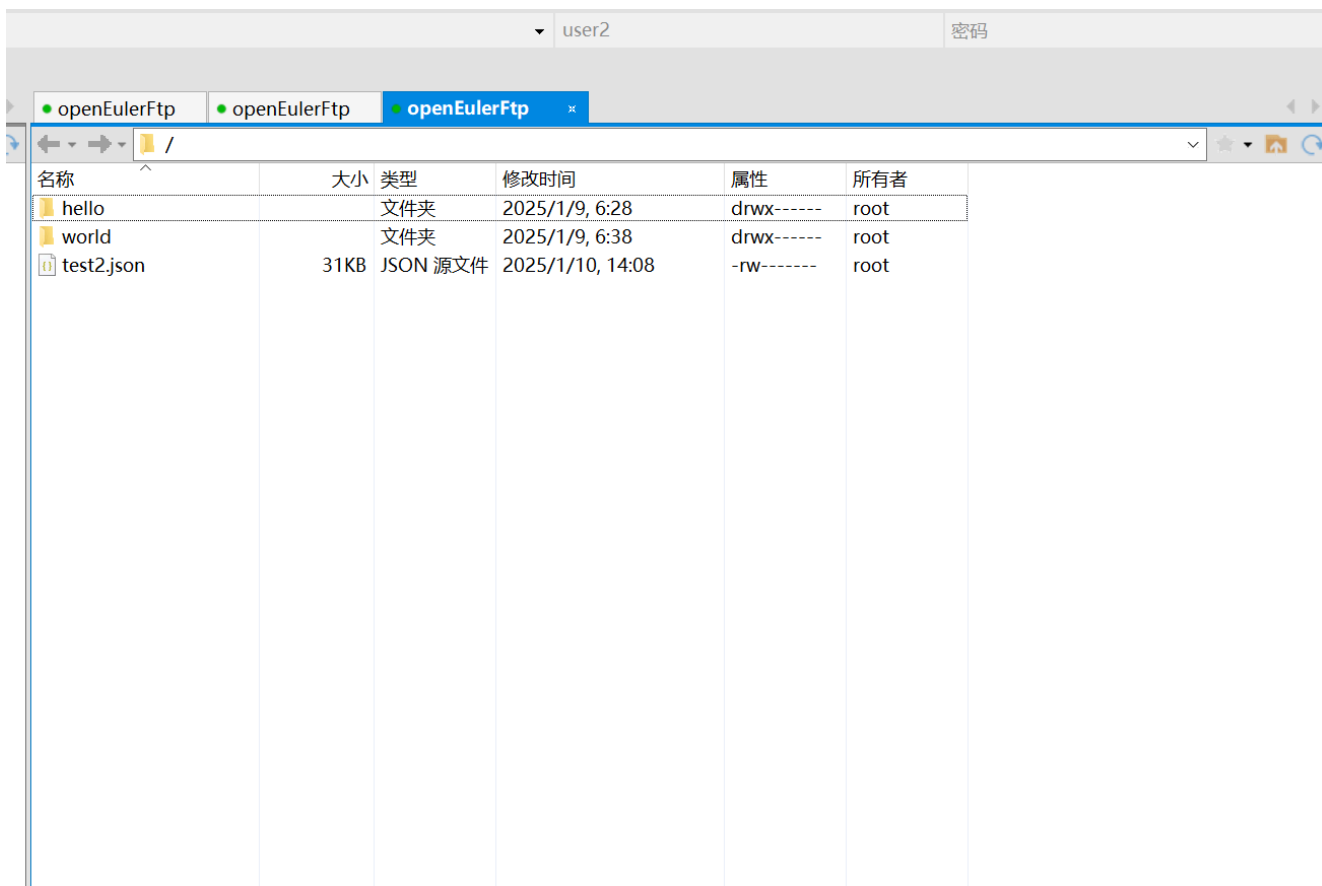 user2 密码
openEulerFtp openEulerFtp openEulerFtp
/
名称 大小 类型 修改时间 属性 所有者
hello 文件夹 2025/1/9, 6:28 drwx------ root
world 文件夹 2025/1/9, 6:38 drwx------ root
test2.json 31KB JSON 源文件 2025/1/10, 14:08 -rw------- root